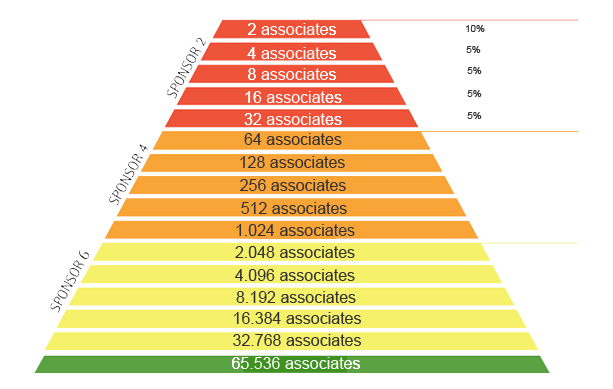 2 associates 10%
4 associates 5%
8 associates 5%
16 associates 5%
32 associates 5%
SPONSOR 2
64 associates
128 associates
256 associates
512 associates
1.024 associates
SPONSOR 4
2.048 associates
4.096 associates
8.192 associates
16.384 associates
32.768 associates
SPONSOR 6
65.536 associates